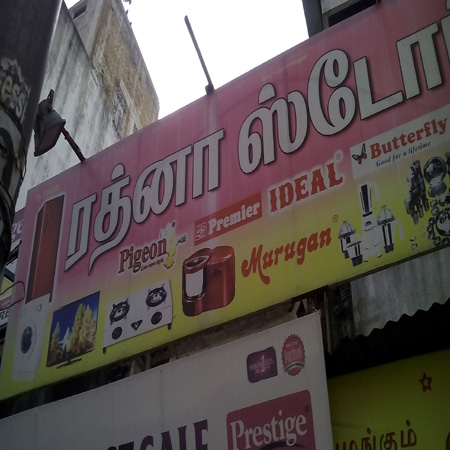 ரத்னா ஸ்டோர்
Pigeon
Premier
IDEAL
Butterfly
Good for a lifetime
Murugan
SALE
Prestige